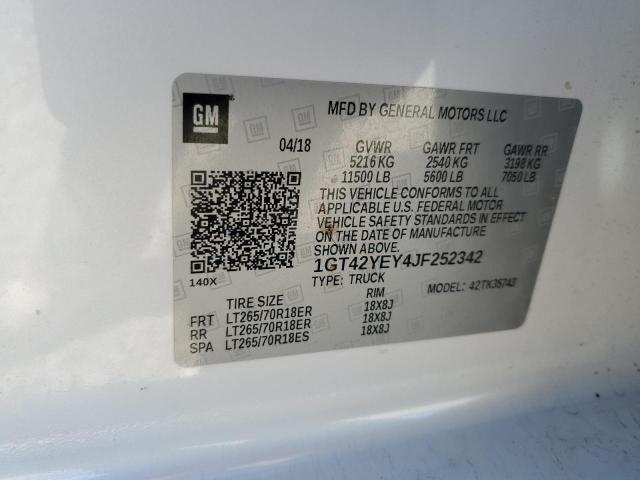 GM
MFD BY GENERAL MOTORS LLC
04/18 GVWR GAWR FRT GAWR RR
5216 KG 2540 KG 3198 KG
11500 LB 5600 LB 7050 LB
THIS VEHICLE CONFORMS TO ALL
APPLICABLE U.S. FEDERAL MOTOR
VEHICLE SAFETY STANDARDS IN EFFECT
ON THE DATE OF MANUFACTURE
SHOWN ABOVE.
1GT42YEY4JF252342
140X
TYPE: TRUCK MODEL: 42TK35743
TIRE SIZE RIM
FRT LT265/70R18ER 18X8J
RR LT265/70R18ER 18X8J
SPA LT265/70R18ES 18X8J